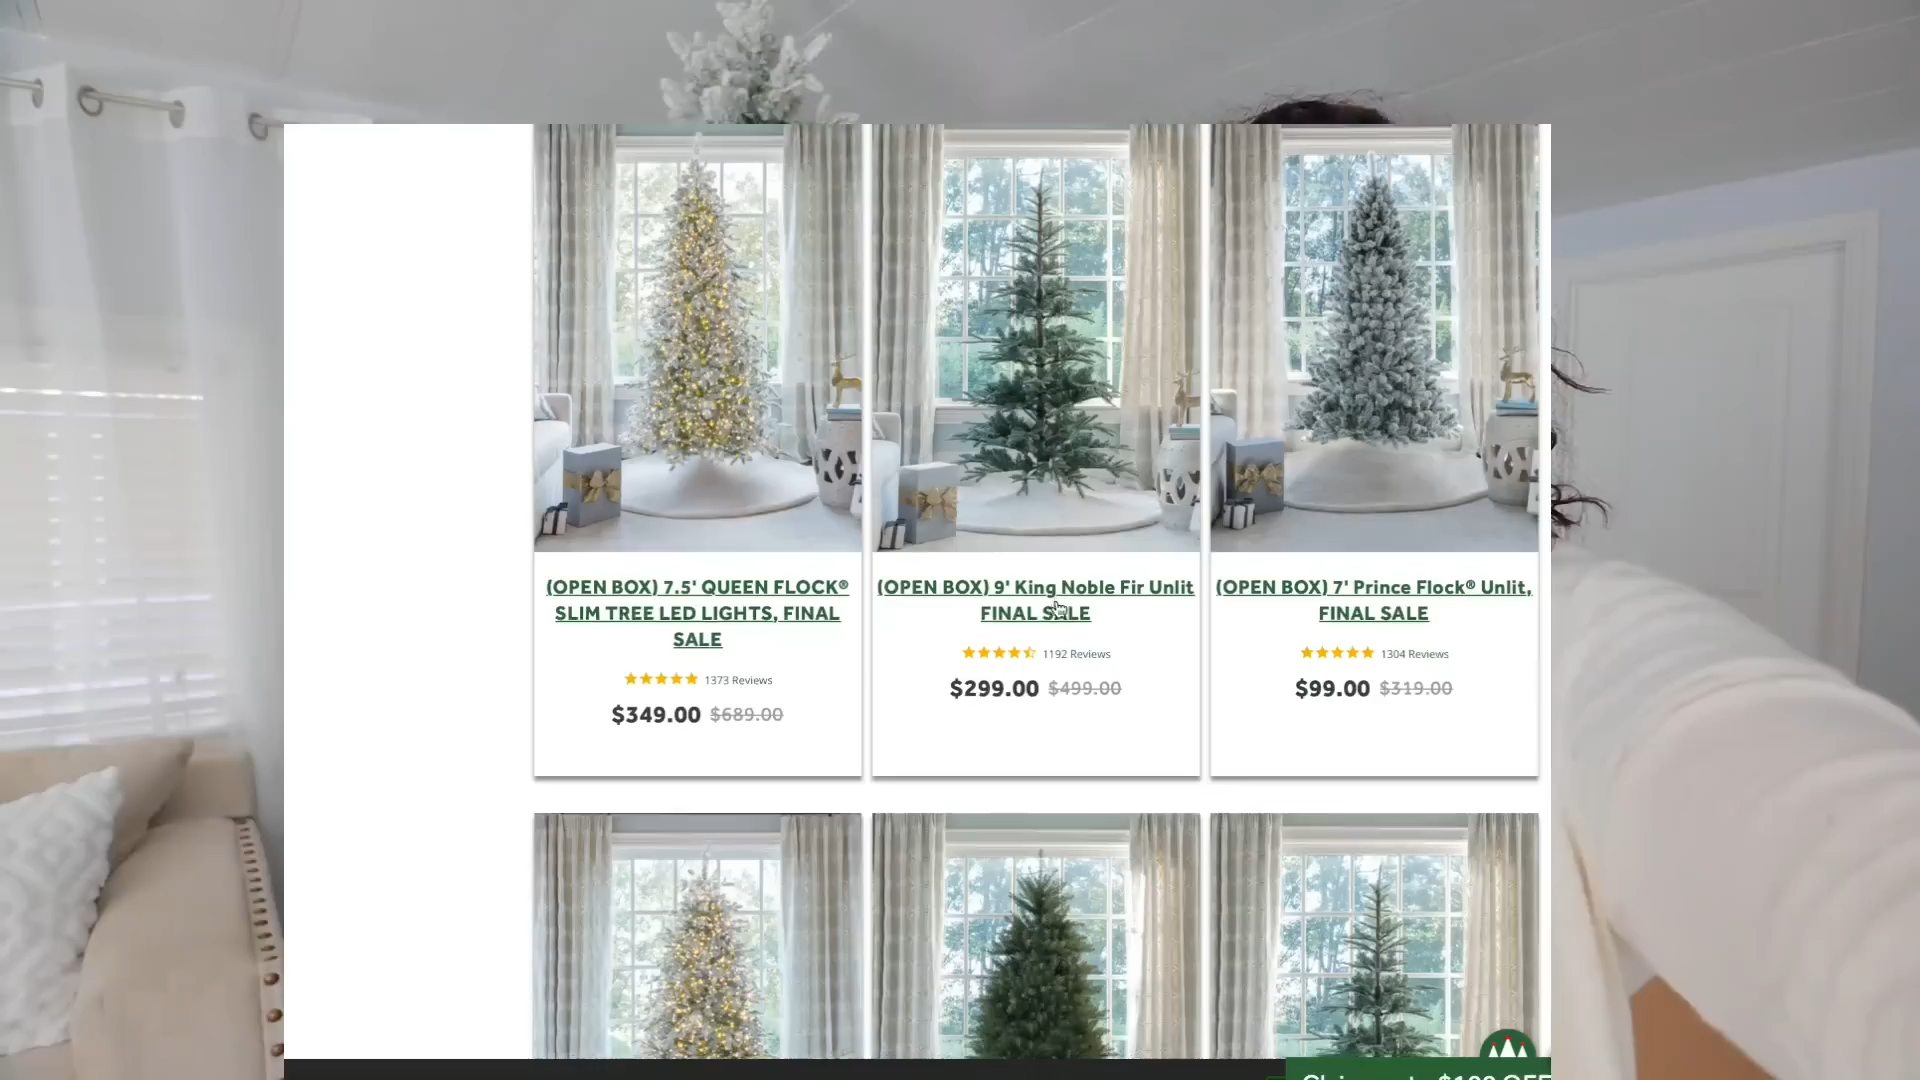 (OPEN BOX) 7.5' QUEEN FLOCK®
SLIM TREE LED LIGHTS, FINAL
SALE
1373 Reviews
$349.00 $689.00
(OPEN BOX) 9' King Noble Fir Unlit
FINAL SALE
1192 Reviews
$299.00 $499.00
(OPEN BOX) 7' Prince Flock® Unlit,
FINAL SALE
1304 Reviews
$99.00 $319.00